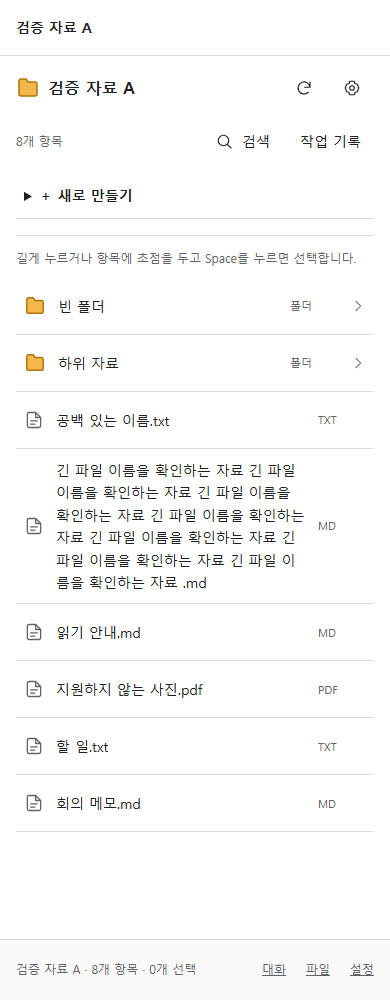 검증 자료 A
검증 자료 A
8개 항목 검색 작업 기록
+ 새로 만들기
길게 누르거나 항목에 초점을 두고 Space를 누르면 선택합니다.
빈 폴더 폴더
하위 자료 폴더
공백 있는 이름.txt TXT
긴 파일 이름을 확인하는 자료 긴 파일
이름을 확인하는 자료 긴 파일 이름을
확인하는 자료 긴 파일 이름을 확인하는
자료 긴 파일 이름을 확인하는 자료 긴
파일 이름을 확인하는 자료 긴 파일 이
름을 확인하는 자료 .md
MD
읽기 안내.md MD
지원하지 않는 사진.pdf PDF
할 일.txt TXT
회의 메모.md MD
검증 자료 A · 8개 항목 · 0개 선택 대화 파일 설정